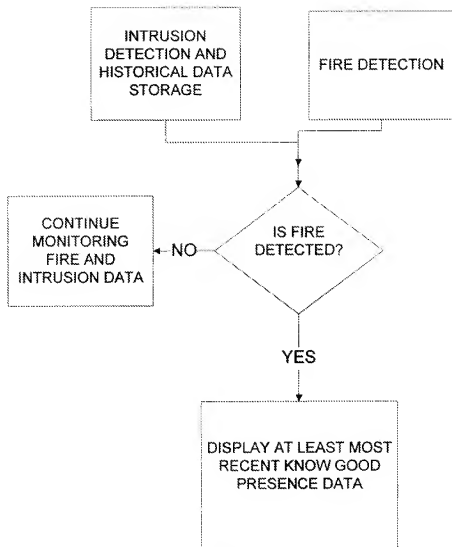 INTRUSION
DETECTION AND
HISTORICAL DATA
STORAGE
FIRE DETECTION
IS FIRE
DETECTED?
NO
CONTINUE
MONITORING
FIRE AND
INTRUSION DATA
YES
DISPLAY AT LEAST MOST
RECENT KNOW GOOD
PRESENCE DATA